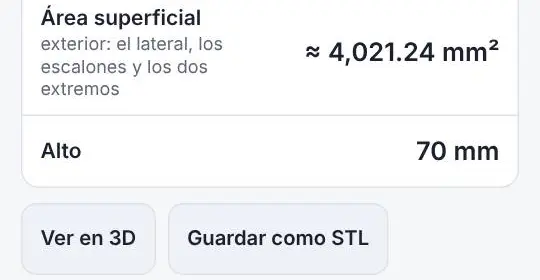 Área superficial
exterior: el lateral, los
escalones y los dos
extremos
≈ 4,021.24 mm²
Alto
70 mm
Ver en 3D
Guardar como STL